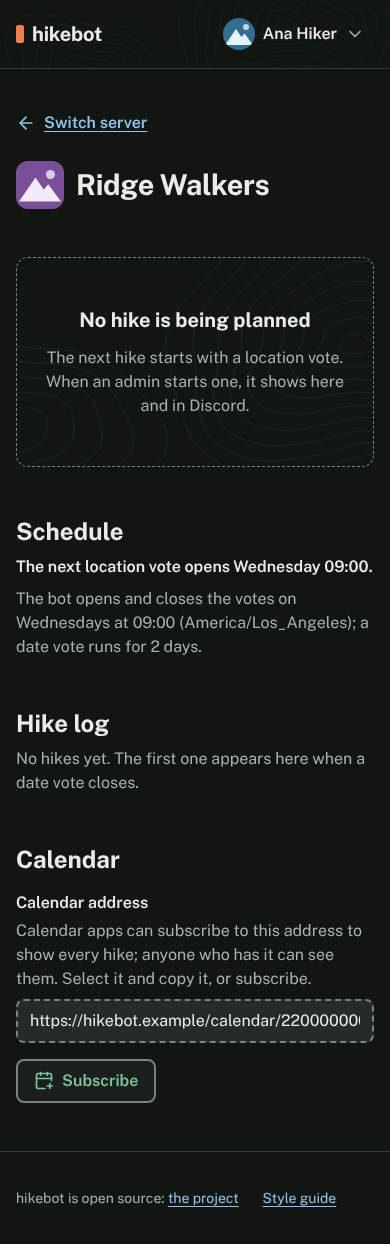 hikebot
Ana Hiker
Switch server
Ridge Walkers
No hike is being planned
The next hike starts with a location vote.
When an admin starts one, it shows here
and in Discord.
Schedule
The next location vote opens Wednesday 09:00.
The bot opens and closes the votes on
Wednesdays at 09:00 (America/Los_Angeles); a
date vote runs for 2 days.
Hike log
No hikes yet. The first one appears here when a
date vote closes.
Calendar
Calendar address
Calendar apps can subscribe to this address to
show every hike; anyone who has it can see
them. Select it and copy it, or subscribe.
https://hikebot.example/calendar/22000000
Subscribe
hikebot is open source: the project Style guide